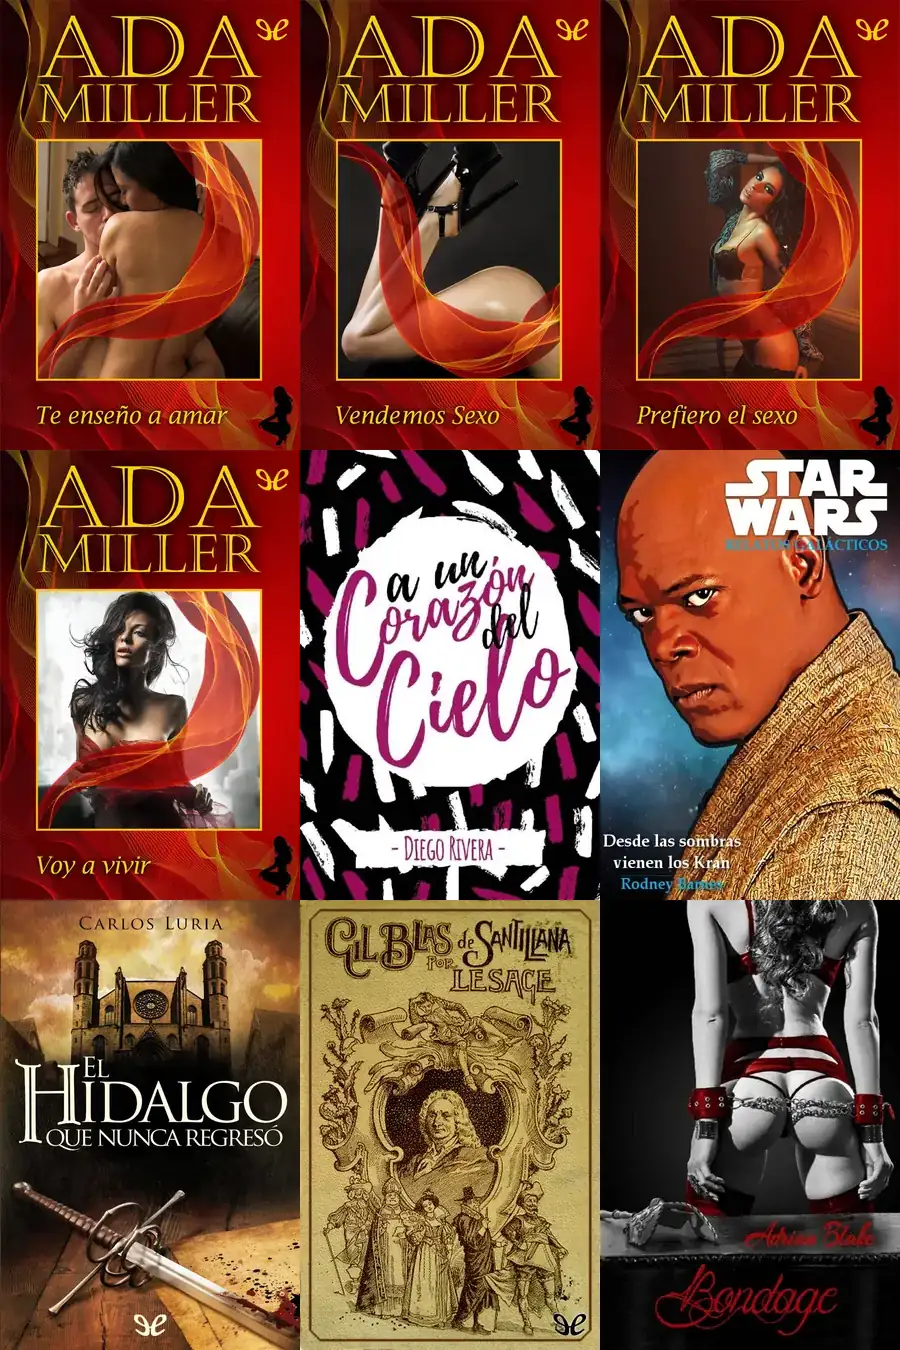 ADA
MILLER
Te enseño a amar
ADA
MILLER
Vendemos Sexo
ADA
MILLER
Prefiero el sexo
ADA
MILLER
Voy a vivir
a un
Corazón
del
Cielo
- DIEGO RIVERA -
STAR
WARS
RELATOS GALÁCTICOS
Desde las sombras
vienen los Kran
Rodney Barnes
CARLOS LURIA
EL
HIDALGO
QUE NUNCA REGRESÓ
GIL BLAS de SANTILLANA
POR
LESAGE
Adrian Blake
Bondage